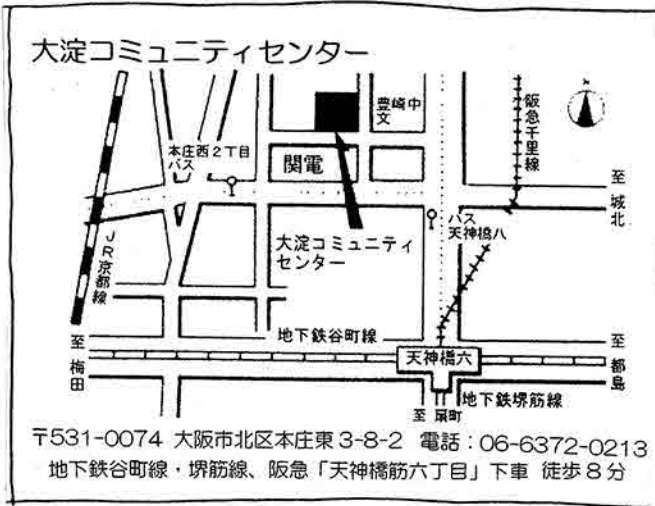 大淀コミュニティセンター
豊崎中
文
阪急千里線
本庄西2丁目
バス
関電
至城北
バス
天神橋八
大淀コミュニティ
センター
JR京都線
地下鉄谷町線
至梅田
天神橋六
至都島
地下鉄堺筋線
至 扇町
〒531-0074 大阪市北区本庄東3-8-2 電話：06-6372-0213
地下鉄谷町線・堺筋線、阪急「天神橋筋六丁目」下車 徒歩8分